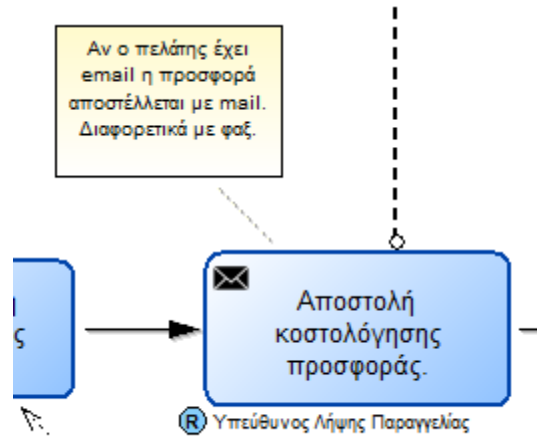 Αν ο πελάτης έχει
email η προσφορά
αποστέλλεται με mail.
Διαφορετικά με φαξ.
Αποστολή
κοστολόγησης
προσφοράς.
R Υπεύθυνος Λήψης Παραγγελίας